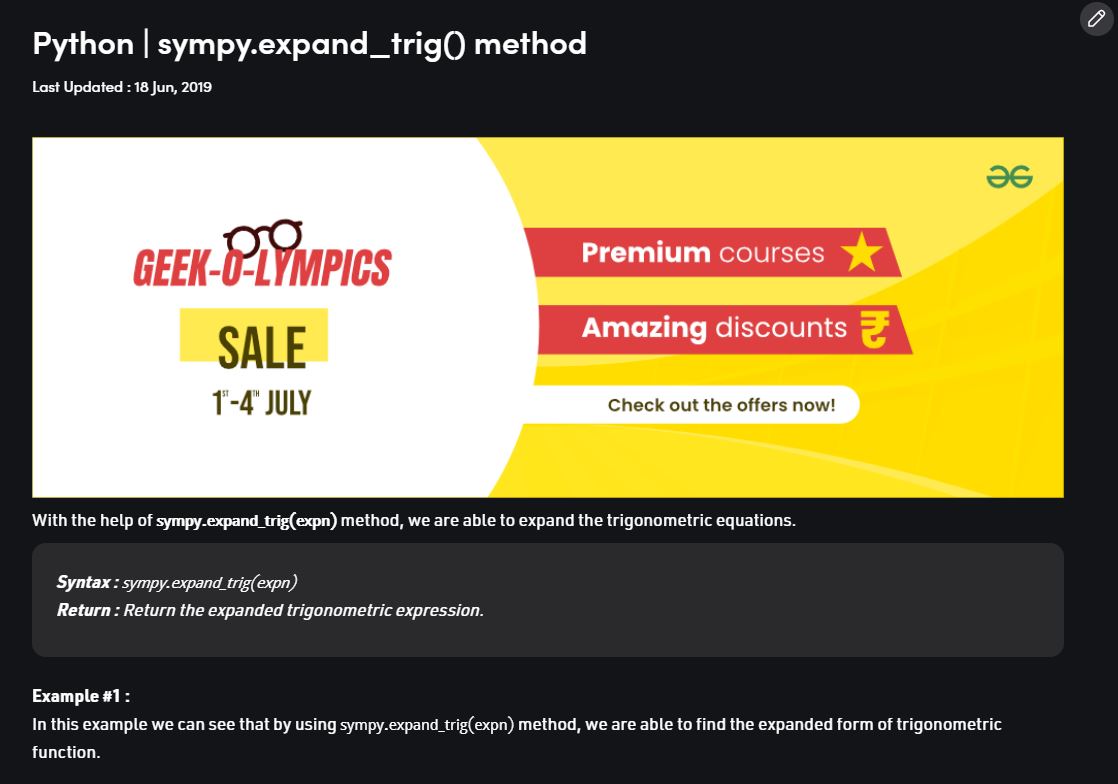 Python | sympy.expand_trig() method
Last Updated : 18 Jun, 2019
GEEK-O-LYMPICS
SALE
1ST-4TH JULY
Premium courses
Amazing discounts ₹
Check out the offers now!
With the help of sympy.expand_trig(expn) method, we are able to expand the trigonometric equations.
Syntax : sympy.expand_trig(expn)
Return : Return the expanded trigonometric expression.
Example #1 :
In this example we can see that by using sympy.expand_trig(expn) method, we are able to find the expanded form of trigonometric
function.